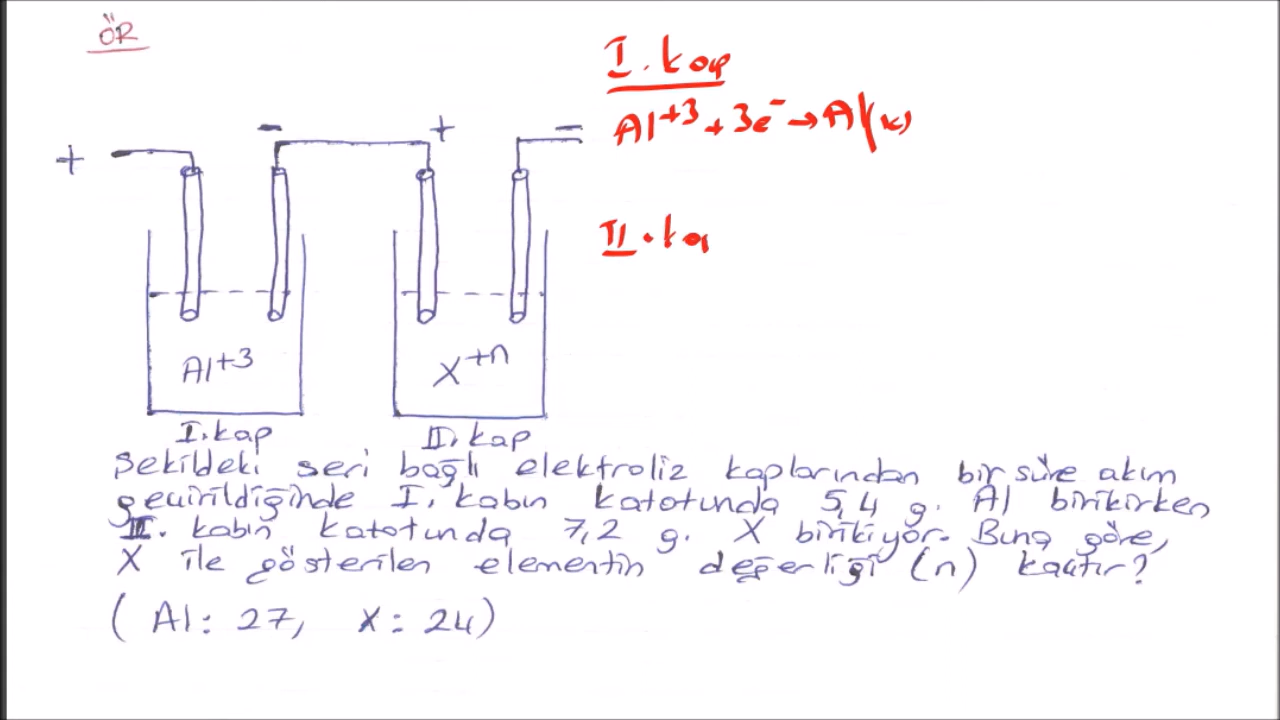 ÖR
I. kap
Al+3 + 3e- → Al(k)
+ - + -
II. ka
Al+3 X+n
I. kap II. kap
Şekildeki seri bağlı elektroliz kaplarından bir süre akım
geçirildiğinde I. kabın katotunda 5,4 g. Al birikirken
II. kabın katotunda 7,2 g. X birikiyor. Buna göre,
X ile gösterilen elementin değerliği (n) kaçtır?
( Al: 27, X: 24)